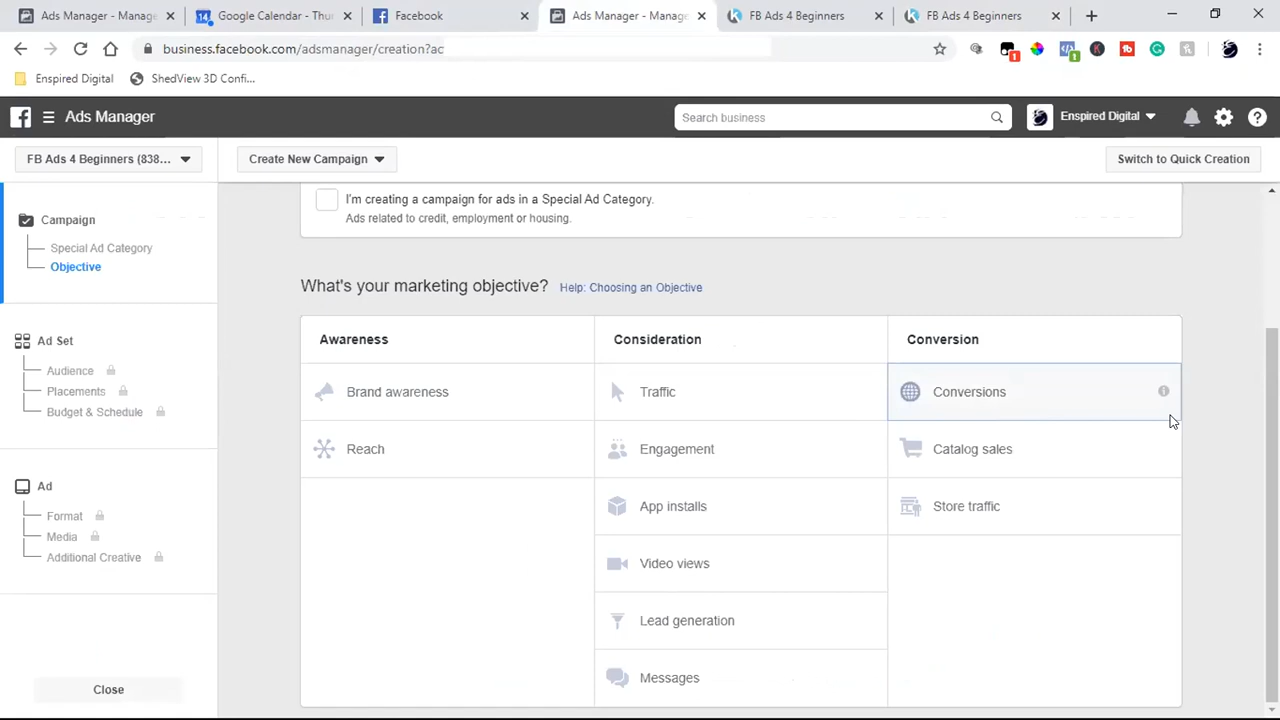 Ads Manager - Manage
Google Calendar - Thu
14
Facebook
Ads Manager - Manage
FB Ads 4 Beginners
FB Ads 4 Beginners
business.facebook.com/adsmanager/creation?ac
1
1
Enspired Digital
ShedView 3D Confi...
Ads Manager
Search business
Enspired Digital
FB Ads 4 Beginners (838...
Create New Campaign
Switch to Quick Creation
Campaign
Special Ad Category
Objective
Ad Set
Audience
Placements
Budget & Schedule
Ad
Format
Media
Additional Creative
Close
I'm creating a campaign for ads in a Special Ad Category.
Ads related to credit, employment or housing.
What's your marketing objective?
Help: Choosing an Objective
Awareness
Consideration
Conversion
Brand awareness
Traffic
Conversions
Reach
Engagement
Catalog sales
App installs
Store traffic
Video views
Lead generation
Messages